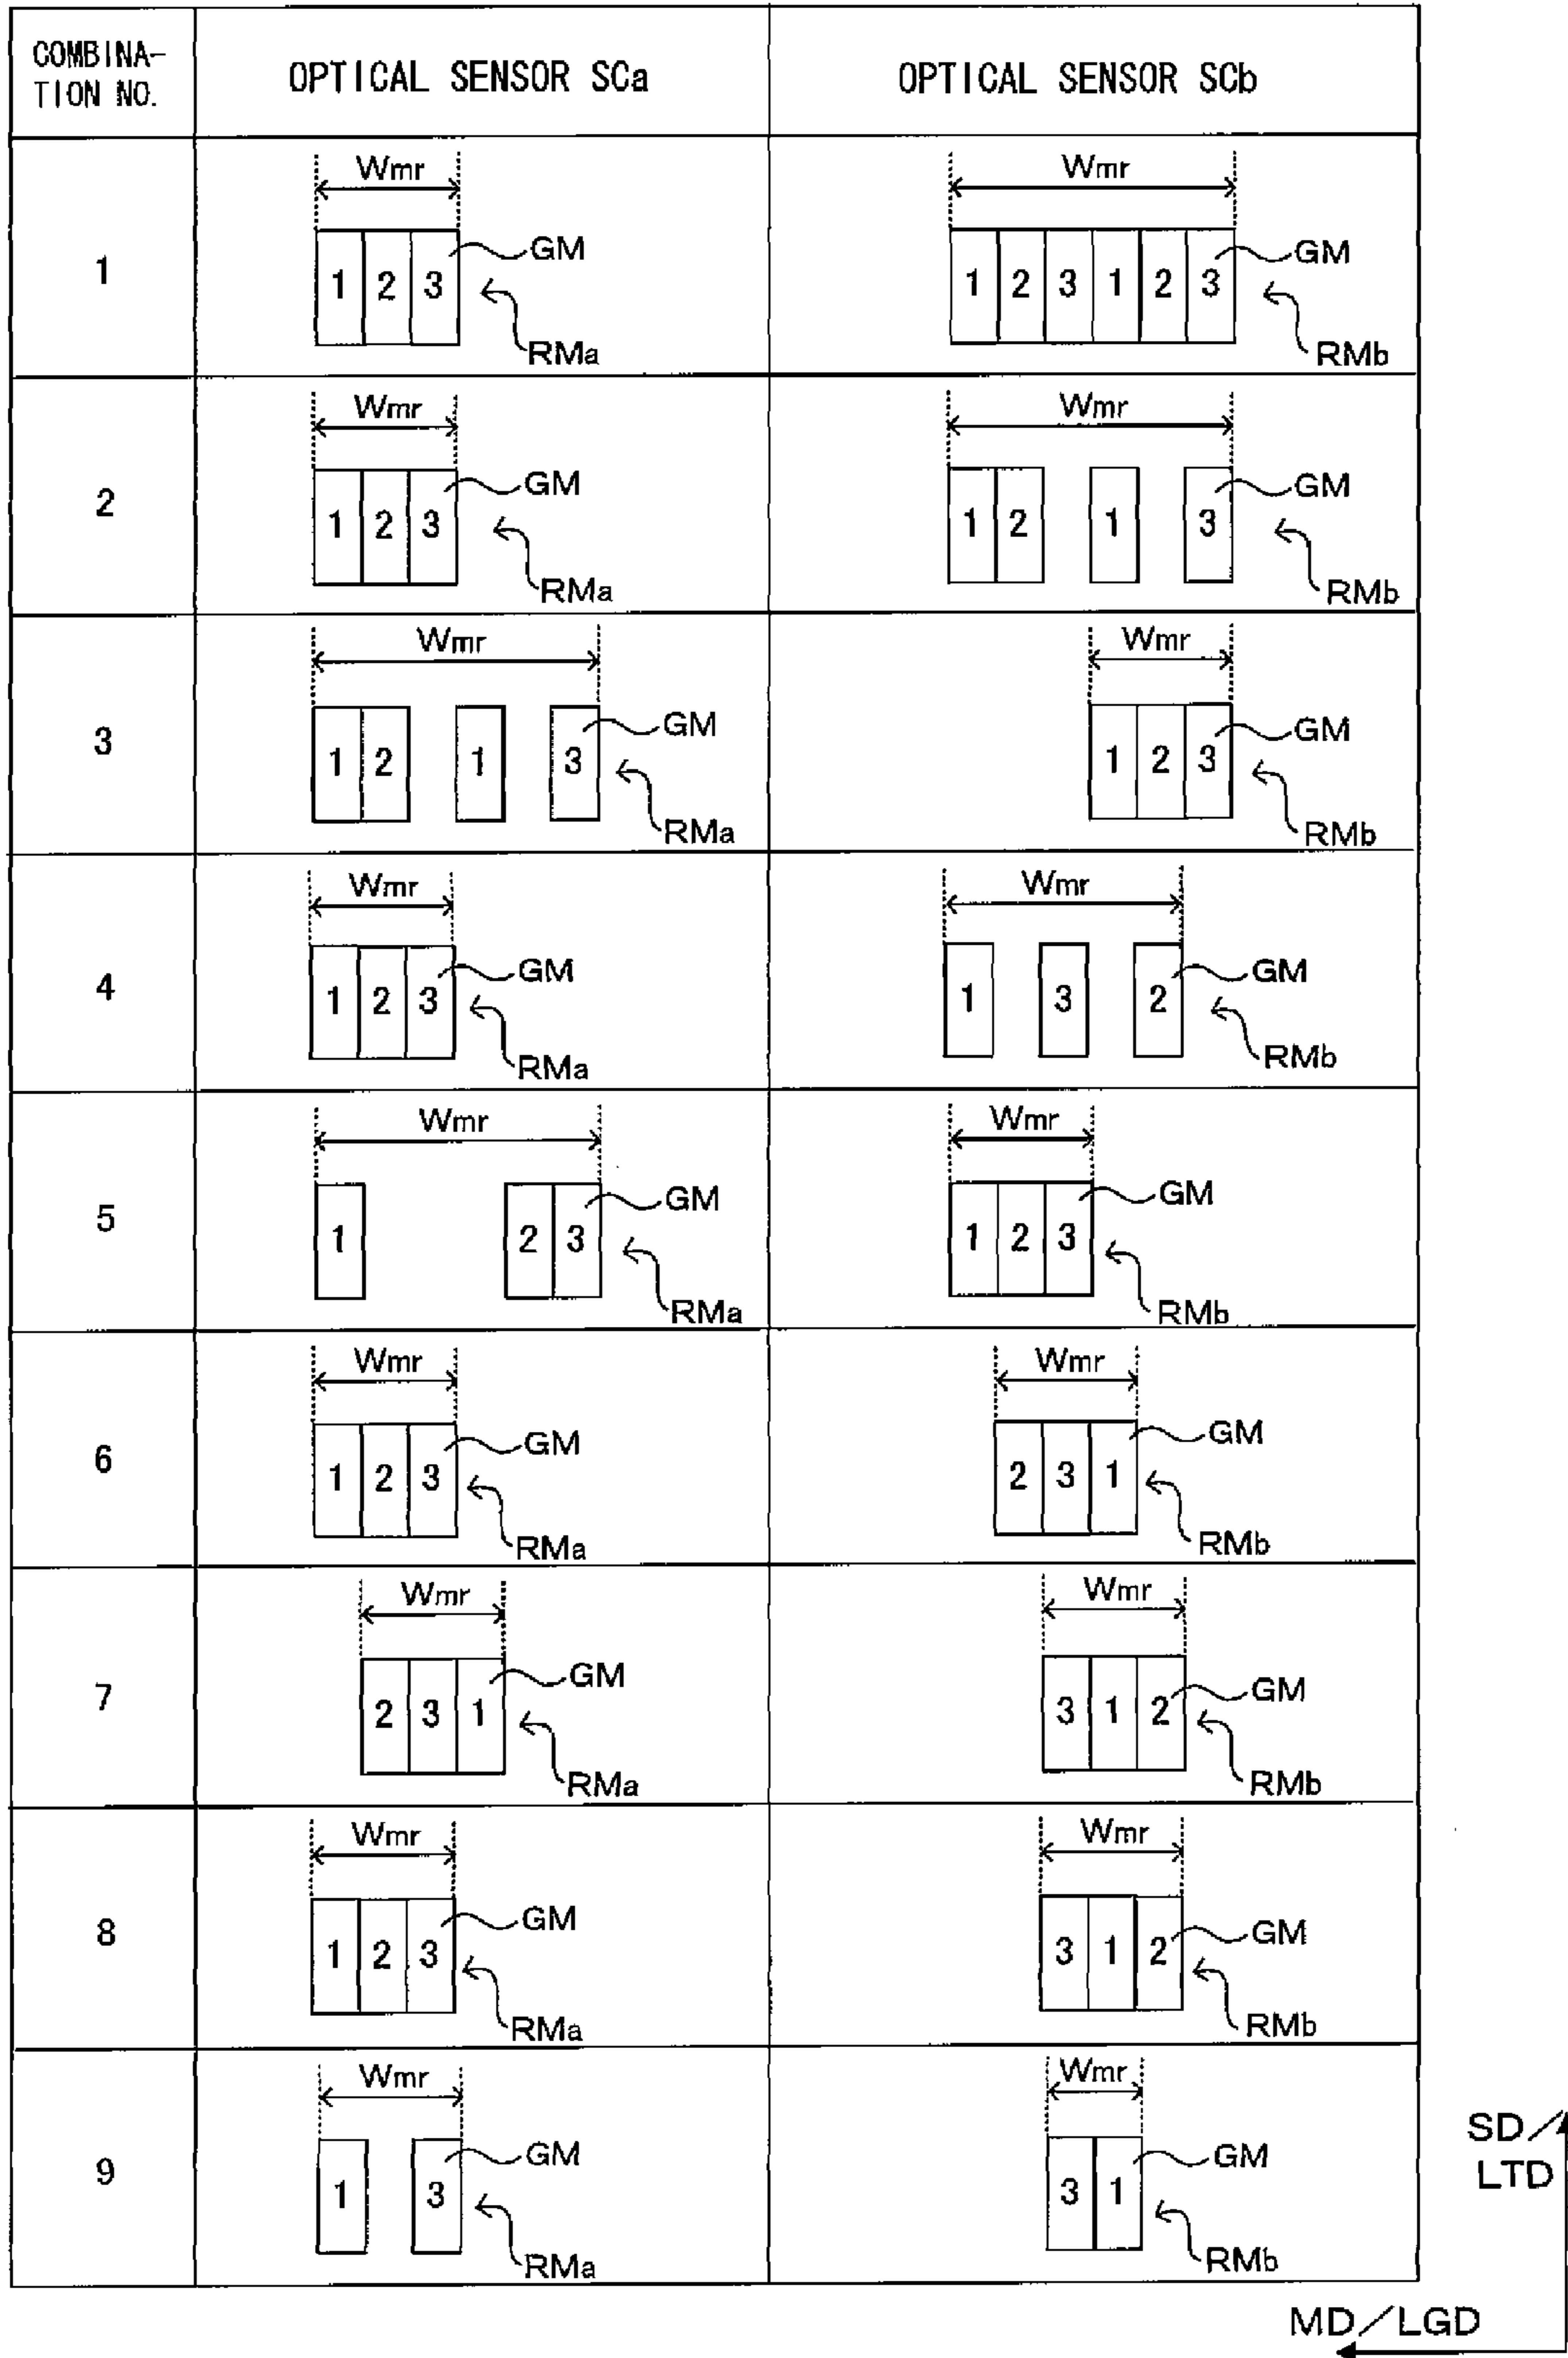 COMBINA-
TION NO.
OPTICAL SENSOR SCa
OPTICAL SENSOR SCb
1
Wmr
1 2 3
GM
RMa
Wmr
1 2 3 1 2 3
GM
RMb
2
Wmr
1 2 3
GM
RMa
Wmr
1 2 1 3
GM
RMb
3
Wmr
1 2 1 3
GM
RMa
Wmr
1 2 3
GM
RMb
4
Wmr
1 2 3
GM
RMa
Wmr
1 3 2
GM
RMb
5
Wmr
1 2 3
GM
RMa
Wmr
1 2 3
GM
RMb
6
Wmr
1 2 3
GM
RMa
Wmr
2 3 1
GM
RMb
7
Wmr
2 3 1
GM
RMa
Wmr
3 1 2
GM
RMb
8
Wmr
1 2 3
GM
RMa
Wmr
3 1 2
GM
RMb
9
Wmr
1 3
GM
RMa
Wmr
3 1
GM
RMb
SD/
LTD
MD/LGD